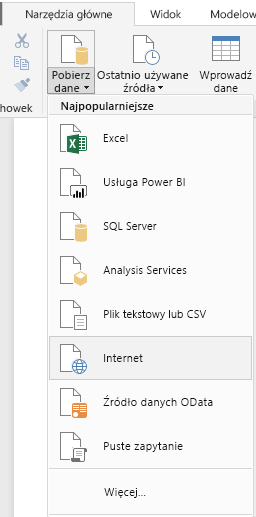 Narzędzia główne Widok Modelow
Pobierz Ostatnio używane Wprowadź
dane źródła dane
howek
Najpopularniejsze
Excel
Usługa Power BI
SQL Server
Analysis Services
Plik tekstowy lub CSV
Internet
Źródło danych OData
Puste zapytanie
Więcej...